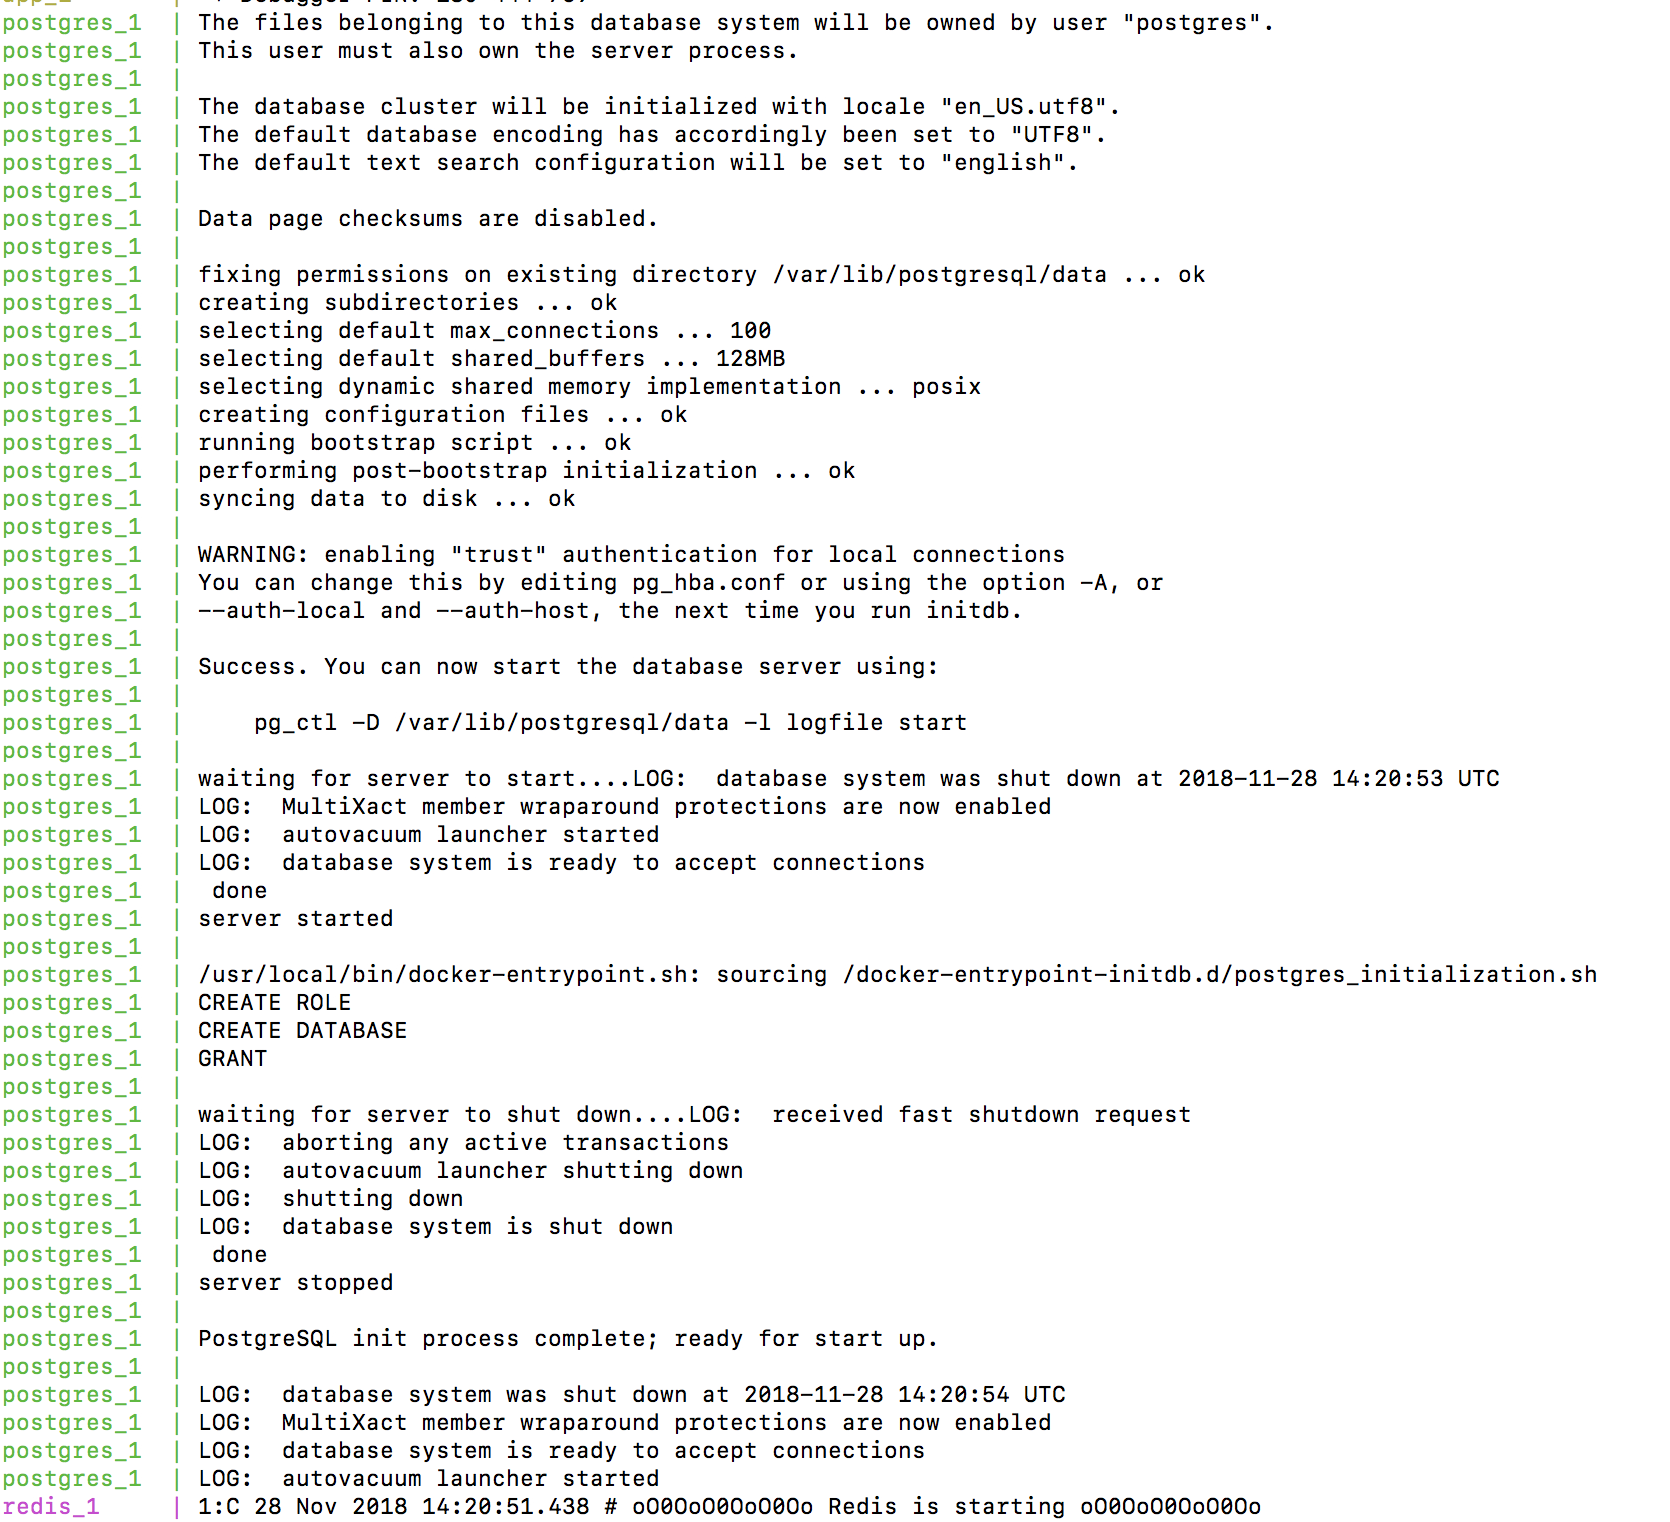 postgres_1 | The files belonging to this database system will be owned by user "postgres".
postgres_1 | This user must also own the server process.
postgres_1 |
postgres_1 | The database cluster will be initialized with locale "en_US.utf8".
postgres_1 | The default database encoding has accordingly been set to "UTF8".
postgres_1 | The default text search configuration will be set to "english".
postgres_1 |
postgres_1 | Data page checksums are disabled.
postgres_1 |
postgres_1 | fixing permissions on existing directory /var/lib/postgresql/data ... ok
postgres_1 | creating subdirectories ... ok
postgres_1 | selecting default max_connections ... 100
postgres_1 | selecting default shared_buffers ... 128MB
postgres_1 | selecting dynamic shared memory implementation ... posix
postgres_1 | creating configuration files ... ok
postgres_1 | running bootstrap script ... ok
postgres_1 | performing post-bootstrap initialization ... ok
postgres_1 | syncing data to disk ... ok
postgres_1 |
postgres_1 | WARNING: enabling "trust" authentication for local connections
postgres_1 | You can change this by editing pg_hba.conf or using the option -A, or
postgres_1 | --auth-local and --auth-host, the next time you run initdb.
postgres_1 |
postgres_1 | Success. You can now start the database server using:
postgres_1 |
postgres_1 |     pg_ctl -D /var/lib/postgresql/data -l logfile start
postgres_1 |
postgres_1 | waiting for server to start....LOG:  database system was shut down at 2018-11-28 14:20:53 UTC
postgres_1 | LOG:  MultiXact member wraparound protections are now enabled
postgres_1 | LOG:  autovacuum launcher started
postgres_1 | LOG:  database system is ready to accept connections
postgres_1 |  done
postgres_1 | server started
postgres_1 |
postgres_1 | /usr/local/bin/docker-entrypoint.sh: sourcing /docker-entrypoint-initdb.d/postgres_initialization.sh
postgres_1 | CREATE ROLE
postgres_1 | CREATE DATABASE
postgres_1 | GRANT
postgres_1 |
postgres_1 | waiting for server to shut down....LOG:  received fast shutdown request
postgres_1 | LOG:  aborting any active transactions
postgres_1 | LOG:  autovacuum launcher shutting down
postgres_1 | LOG:  shutting down
postgres_1 | LOG:  database system is shut down
postgres_1 |  done
postgres_1 | server stopped
postgres_1 |
postgres_1 | PostgreSQL init process complete; ready for start up.
postgres_1 |
postgres_1 | LOG:  database system was shut down at 2018-11-28 14:20:54 UTC
postgres_1 | LOG:  MultiXact member wraparound protections are now enabled
postgres_1 | LOG:  database system is ready to accept connections
postgres_1 | LOG:  autovacuum launcher started
redis_1 | 1:C 28 Nov 2018 14:20:51.438 # oO0OoO0OoO0Oo Redis is starting oO0OoO0OoO0Oo